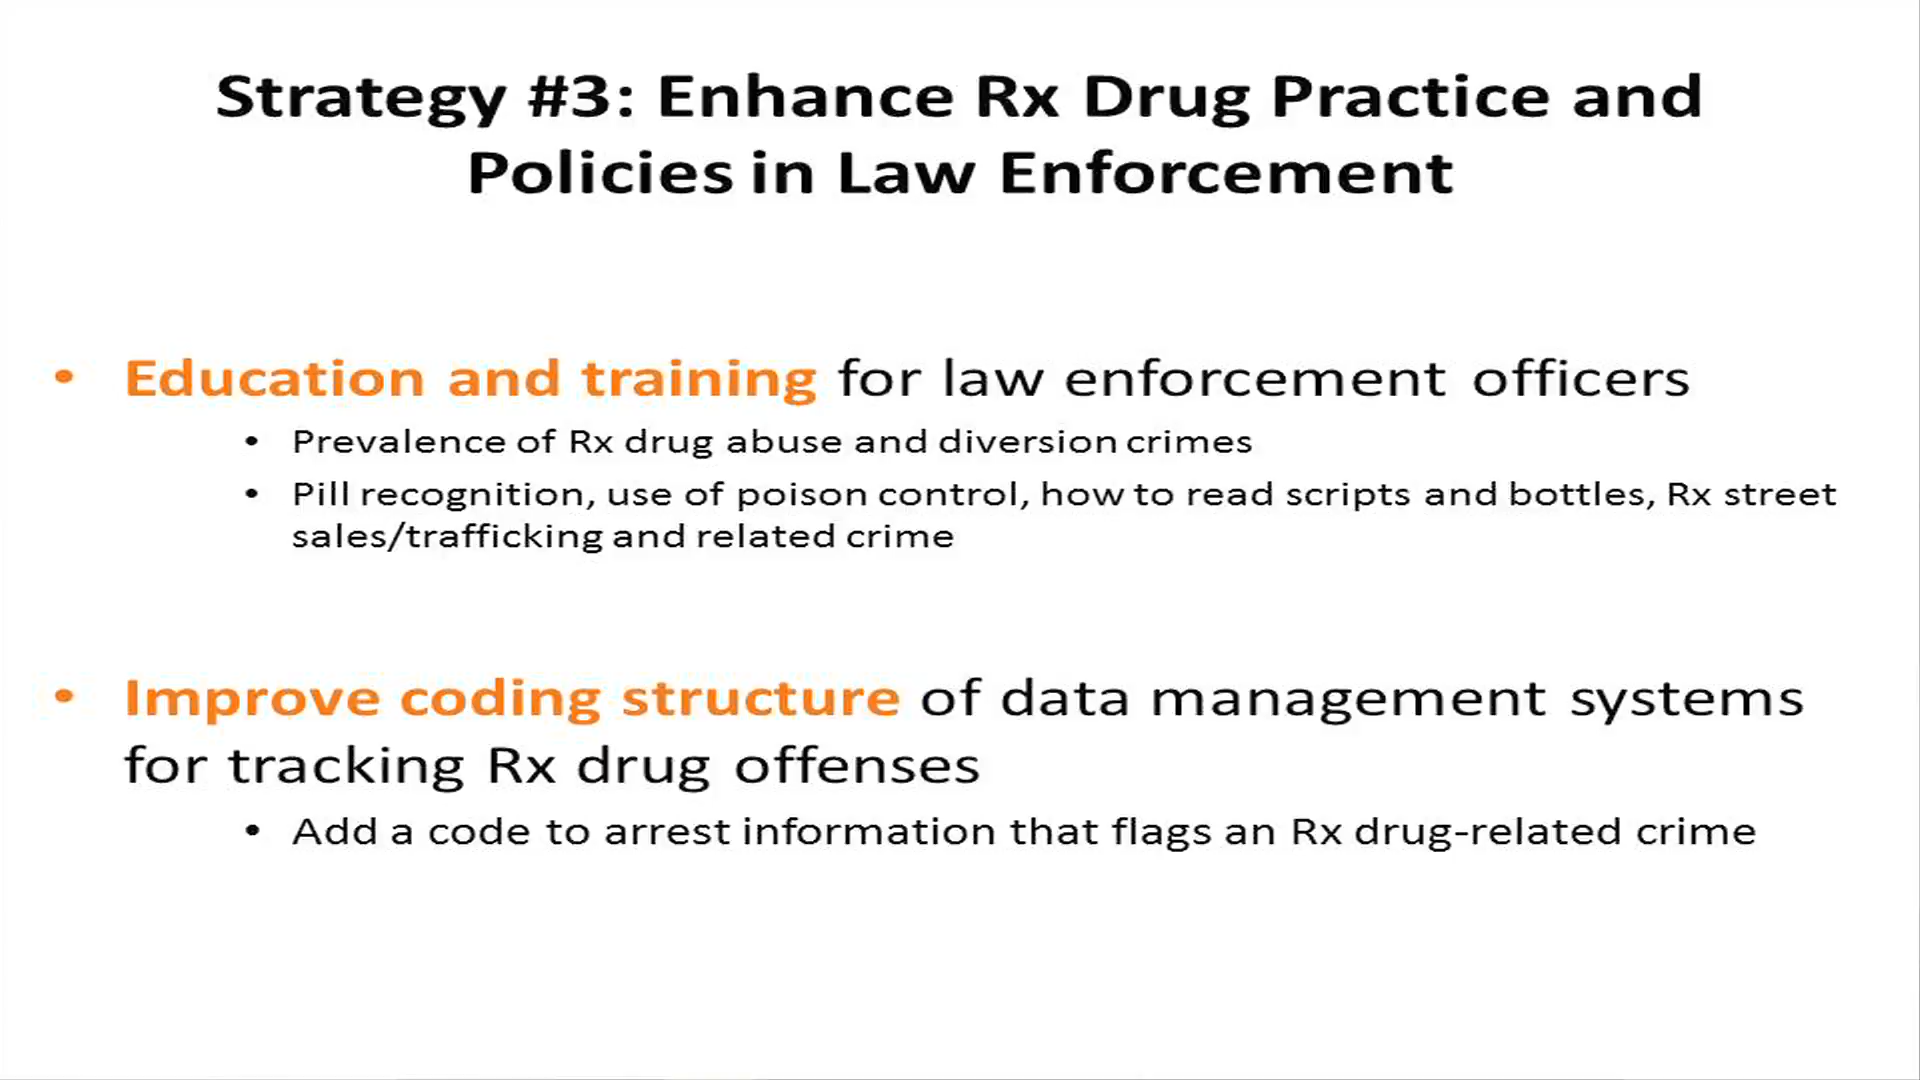 Strategy #3: Enhance Rx Drug Practice and
Policies in Law Enforcement
• Education and training for law enforcement officers
• Prevalence of Rx drug abuse and diversion crimes
• Pill recognition, use of poison control, how to read scripts and bottles, Rx street
sales/trafficking and related crime
• Improve coding structure of data management systems
for tracking Rx drug offenses
• Add a code to arrest information that flags an Rx drug-related crime